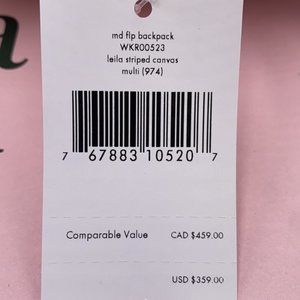 md flp backpack
WKR00523
leila striped canvas
multi (974)
7 67883 10520 7
Comparable Value CAD $459.00
USD $359.00